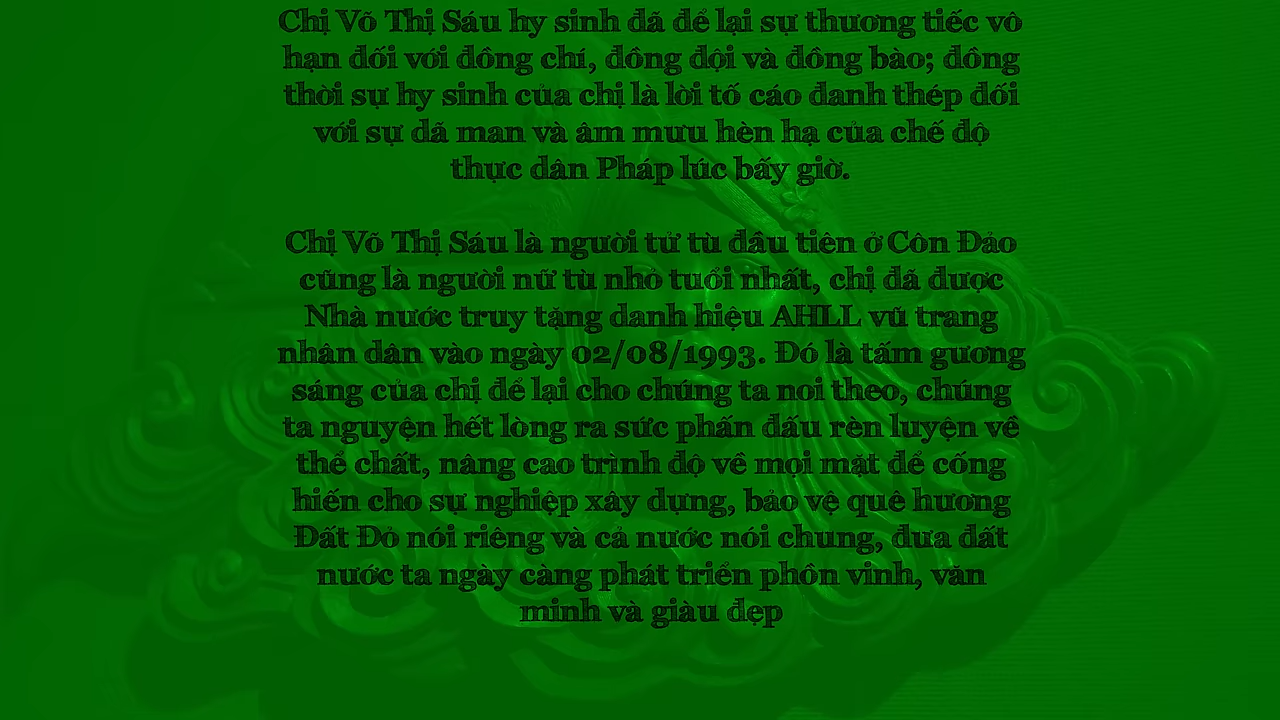 Chị Võ Thị Sáu hy sinh đã để lại sự thương tiếc vô
hạn đối với đồng chí, đồng đội và đồng bào; đồng
thời sự hy sinh của chị là lời tố cáo đanh thép đối
với sự dã man và âm mưu hèn hạ của chế độ
thực dân Pháp lúc bấy giờ.
Chị Võ Thị Sáu là người tử tù đầu tiên ở Côn Đảo
cũng là người nữ tù nhỏ tuổi nhất, chị đã được
Nhà nước truy tặng danh hiệu AHLL vũ trang
nhân dân vào ngày 02/08/1993. Đó là tấm gương
sáng của chị để lại cho chúng ta noi theo, chúng
ta nguyện hết lòng ra sức phấn đấu rèn luyện về
thể chất, nâng cao trình độ về mọi mặt để cống
hiến cho sự nghiệp xây dựng, bảo vệ quê hương
Đất Đỏ nói riêng và cả nước nói chung, đưa đất
nước ta ngày càng phát triển phồn vinh, văn
minh và giàu đẹp